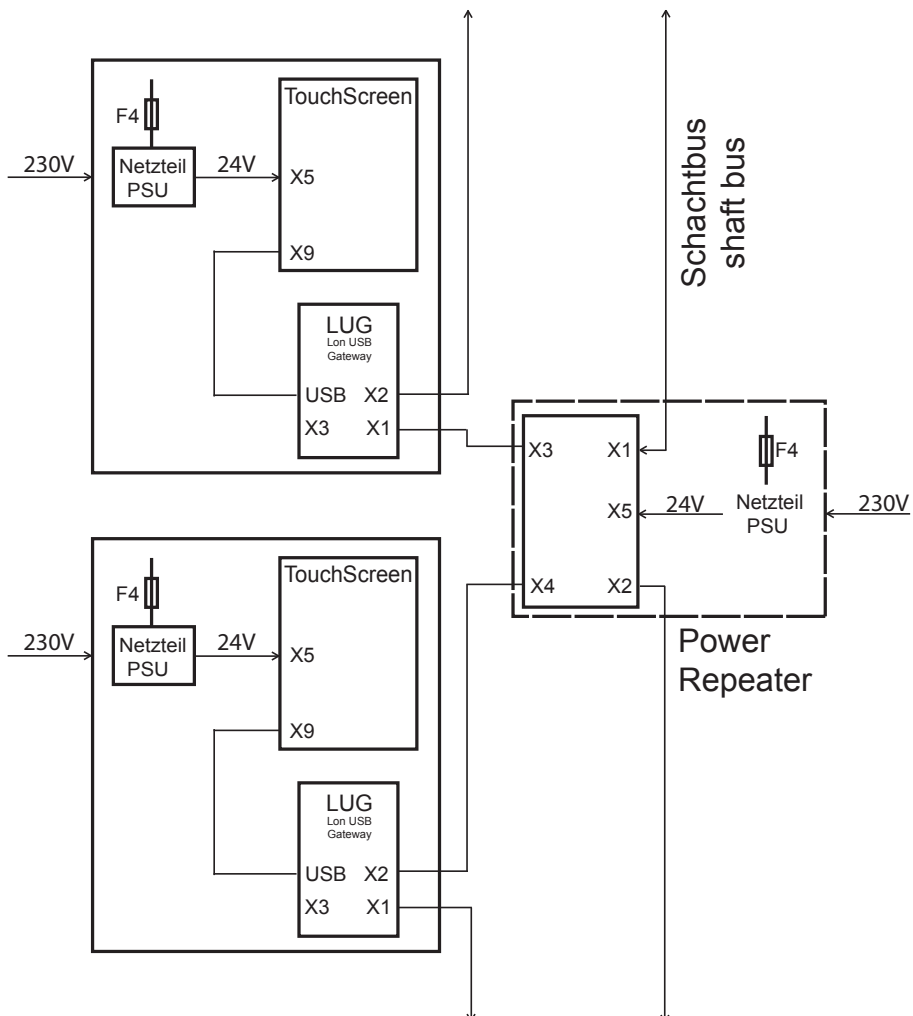 TouchScreen
F4
230V
Netzteil
PSU
24V
X5
X9
LUG
Lon USB
Gateway
USB X2
X3 X1
Schachtbus
shaft bus
X3 X1
F4
X5
24V
Netzteil
PSU
230V
X4 X2
Power
Repeater
TouchScreen
F4
230V
Netzteil
PSU
24V
X5
X9
LUG
Lon USB
Gateway
USB X2
X3 X1